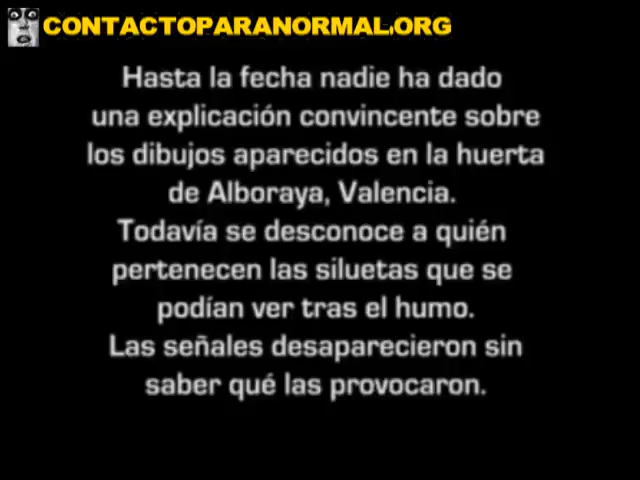 CONTACTOPARANORMAL.ORG
Hasta la fecha nadie ha dado
una explicación convincente sobre
los dibujos aparecidos en la huerta
de Alboraya, Valencia.
Todavía se desconoce a quién
pertenecen las siluetas que se
podían ver tras el humo.
Las señales desaparecieron sin
saber qué las provocaron.